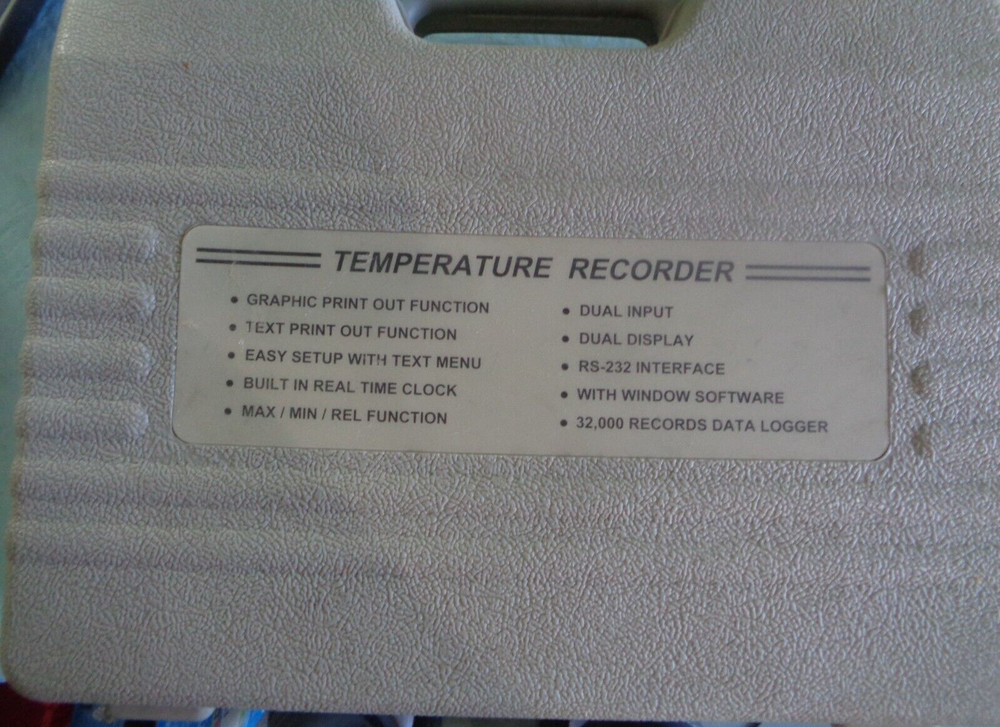 TEMPERATURE RECORDER
• GRAPHIC PRINT OUT FUNCTION
• TEXT PRINT OUT FUNCTION
• EASY SETUP WITH TEXT MENU
• BUILT IN REAL TIME CLOCK
• MAX / MIN / REL FUNCTION
• DUAL INPUT
• DUAL DISPLAY
• RS-232 INTERFACE
• WITH WINDOW SOFTWARE
• 32,000 RECORDS DATA LOGGER